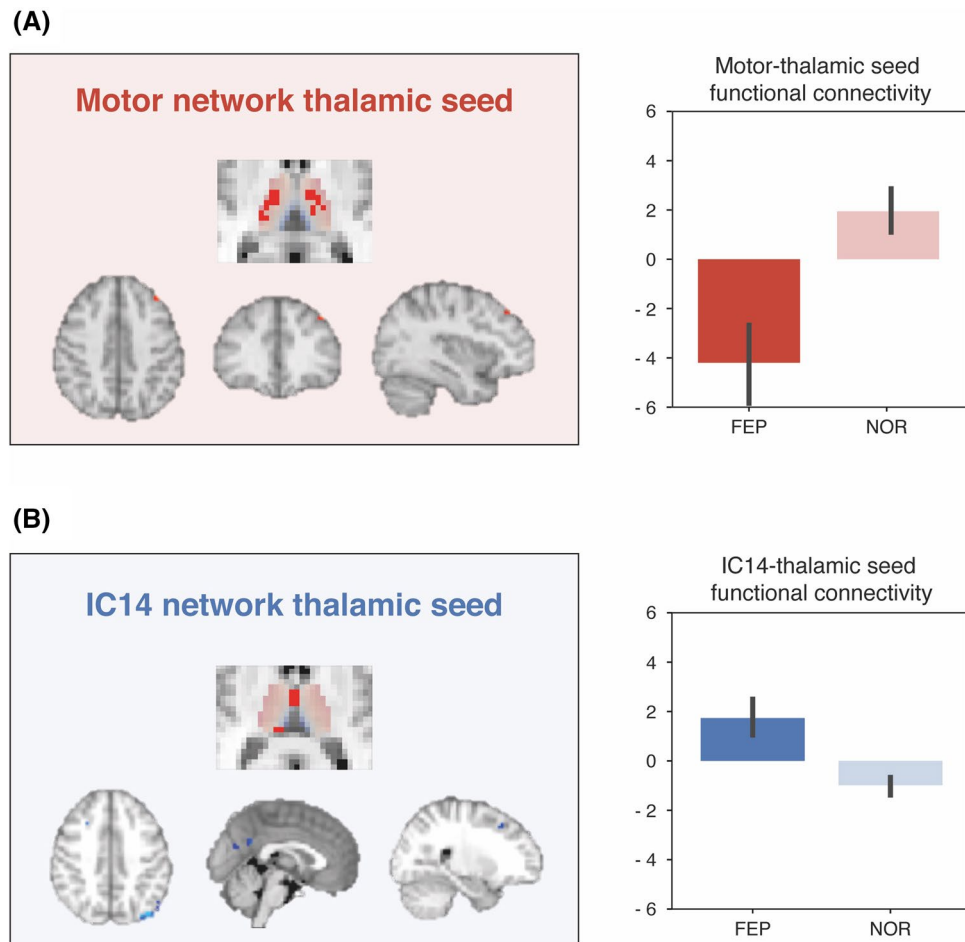 (A)
Motor network thalamic seed
Motor-thalamic seed
functional connectivity
6
4
2
0
- 2
- 4
- 6
FEP
NOR
(B)
IC14 network thalamic seed
IC14-thalamic seed
functional connectivity
6
4
2
0
- 2
- 4
- 6
FEP
NOR